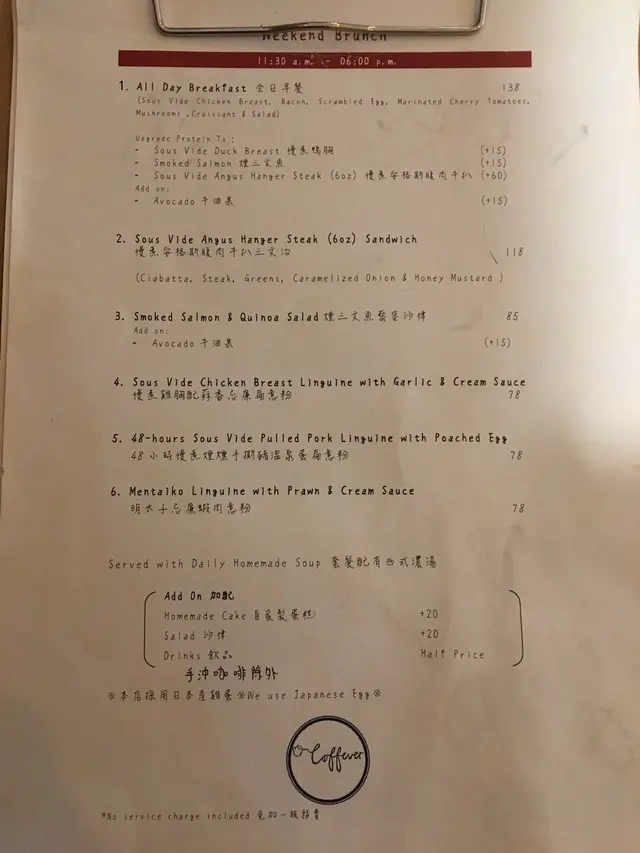 Weekend Brunch
11:30 a.m. - 06:00 p.m.
1. All Day Breakfast 全日早餐 138
(Sous Vide Chicken Breast, Bacon, Scrambled Egg, Marinated Cherry Tomatoes,
Mushrooms ,Croissant & Salad)
Upgrade Protein To :
- Sous Vide Duck Breast 慢煮鴨胸 (+15)
- Smoked Salmon 煙三文魚 (+15)
- Sous Vide Angus Hanger Steak (6oz) 慢煮安格斯腹肉牛扒 (+60)
Add on:
- Avocado 牛油果 (+15)
2. Sous Vide Angus Hanger Steak (6oz) Sandwich
慢煮安格斯腹肉牛扒三文治 118
(Ciabatta, Steak, Greens, Caramelized Onion & Honey Mustard )
3. Smoked Salmon & Quinoa Salad 煙三文魚藜麥沙律 85
Add on:
- Avocado 牛油果 (+15)
4. Sous Vide Chicken Breast Linguine with Garlic & Cream Sauce
慢煮雞胸配蒜香忌廉扁意粉 78
5. 48-hours Sous Vide Pulled Pork Linguine with Poached Egg
48小時慢煮煙燻手撕豬溫泉蛋扁意粉 78
6. Mentaiko Linguine with Prawn & Cream Sauce
明太子忌廉蝦肉意粉 78
Served with Daily Homemade Soup 套餐配有西式濃湯
Add On 加配
Homemade Cake 自家製蛋糕 +20
Salad 沙律 +20
Drinks 飲品 Half Price
手沖咖啡除外
※本店採用日本產雞蛋※We use Japanese Egg※
Coffever
*No service charge included 免加一服務費